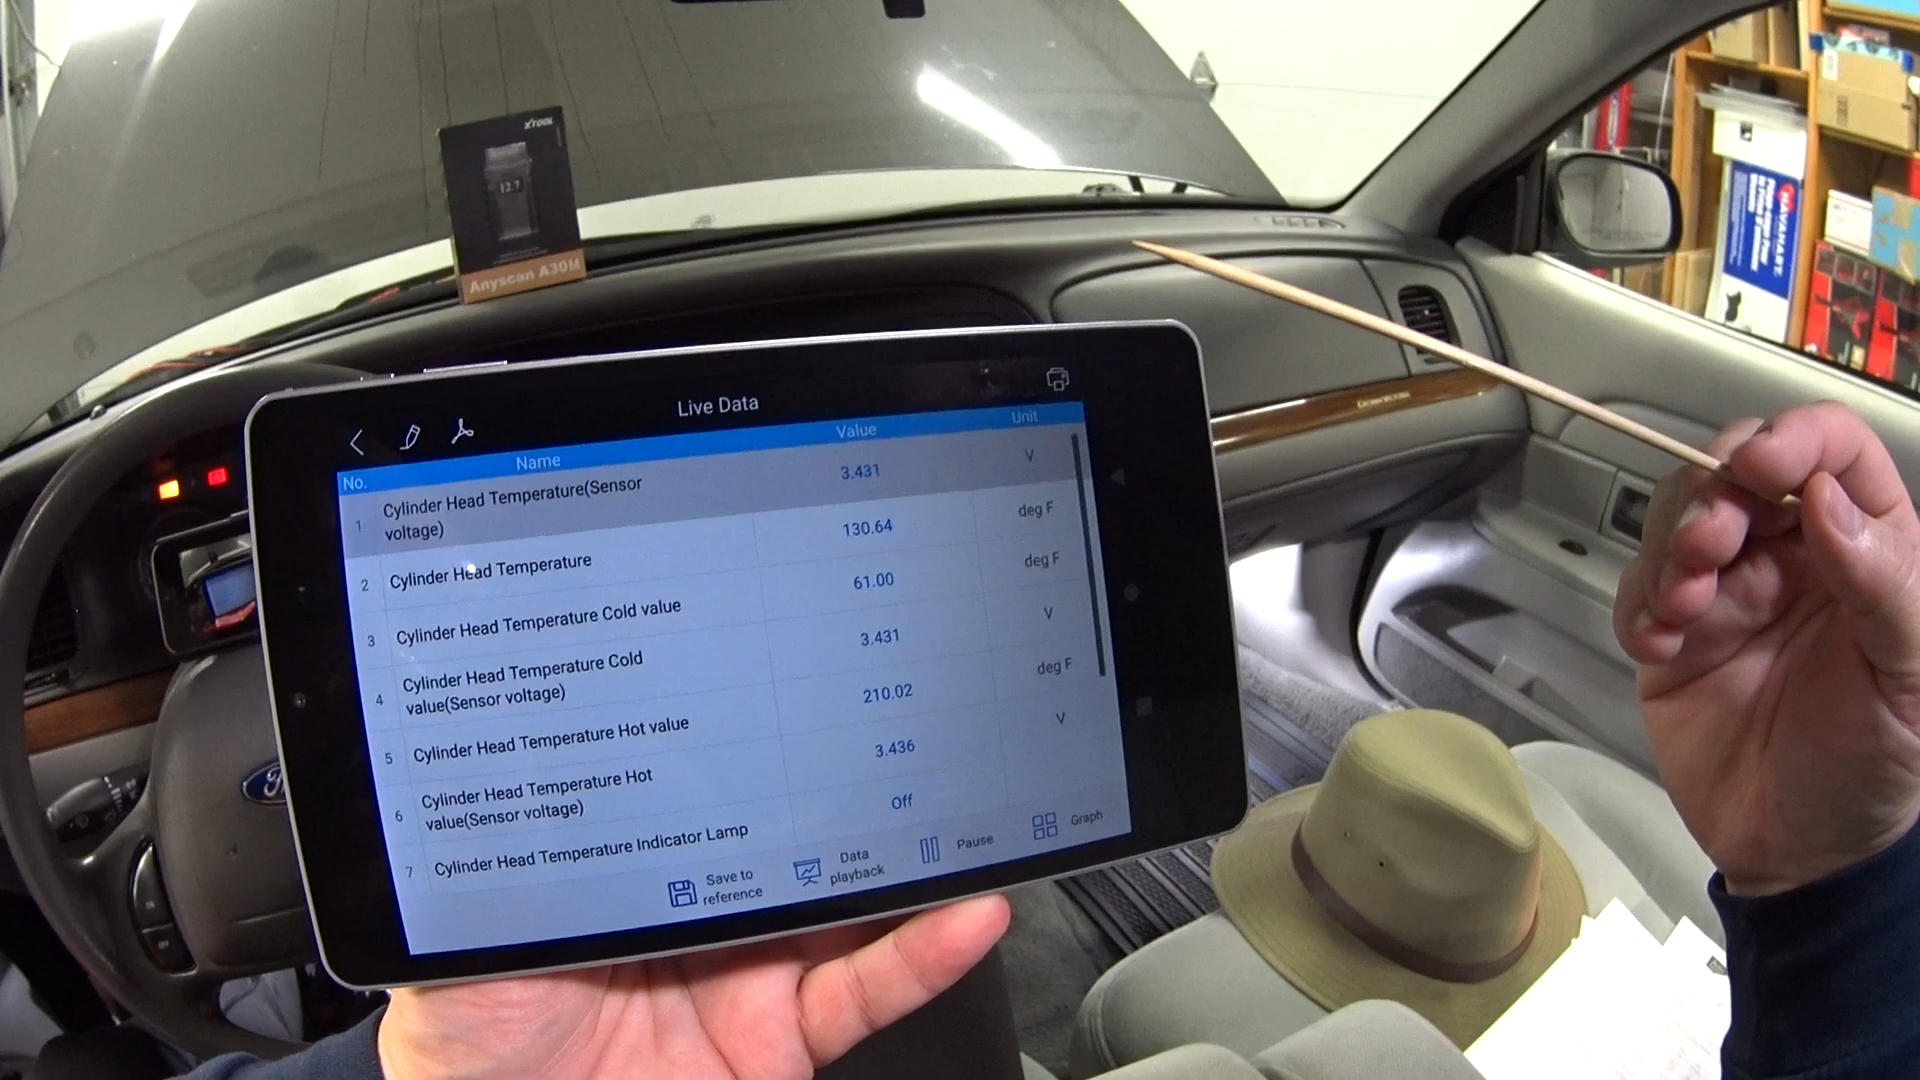 XTOOL
12.7
Anyscan A30M
HAVAHART
Live Data
No. Name Value Unit
1 Cylinder Head Temperature(Sensor voltage) 3.431 V
2 Cylinder Head Temperature 130.64 deg F
3 Cylinder Head Temperature Cold value 61.00 deg F
4 Cylinder Head Temperature Cold value(Sensor voltage) 3.431 V
5 Cylinder Head Temperature Hot value 210.02 deg F
6 Cylinder Head Temperature Hot value(Sensor voltage) 3.436 V
7 Cylinder Head Temperature Indicator Lamp Off
Save to reference
Data playback
Pause
Graph
ON
OFF